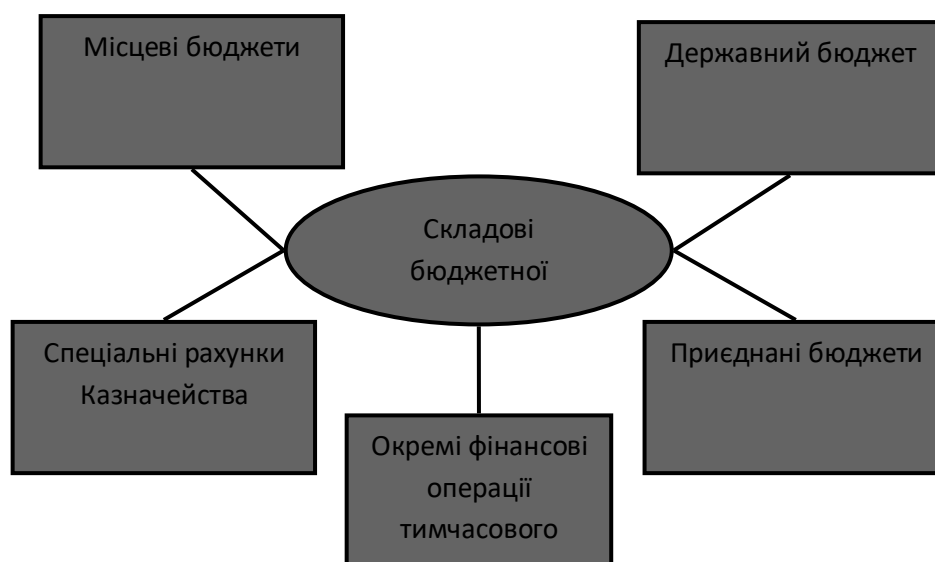 Місцеві бюджети
Державний бюджет
Складові
бюджетної
Спеціальні рахунки
Казначейства
Приєднані бюджети
Окремі фінансові
операції
тимчасового